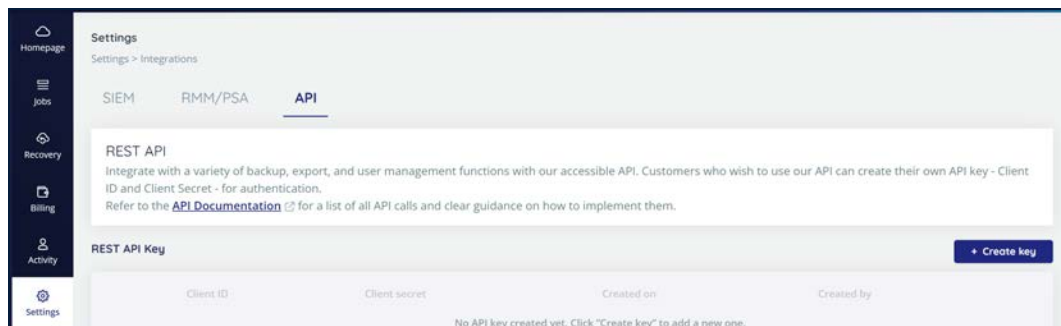 Homepage
Jobs
Recovery
Billing
Activity
Settings
Settings
Settings > Integrations
SIEM RMM/PSA API
REST API
Integrate with a variety of backup, export, and user management functions with our accessible API. Customers who wish to use our API can create their own API key - Client
ID and Client Secret - for authentication.
Refer to the API Documentation for a list of all API calls and clear guidance on how to implement them.
REST API Key
+ Create key
Client ID Client secret Created on Created by
No API key created yet. Click "Create key" to add a new one.